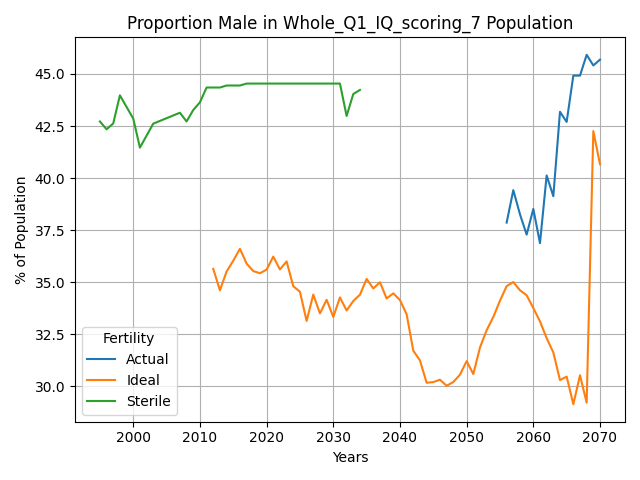 Proportion Male in Whole_Q1_IQ_scoring_7 Population
% of Population
45.0
42.5
40.0
37.5
35.0
32.5
30.0
Fertility
Actual
Ideal
Sterile
2000 2010 2020 2030 2040 2050 2060 2070
Years